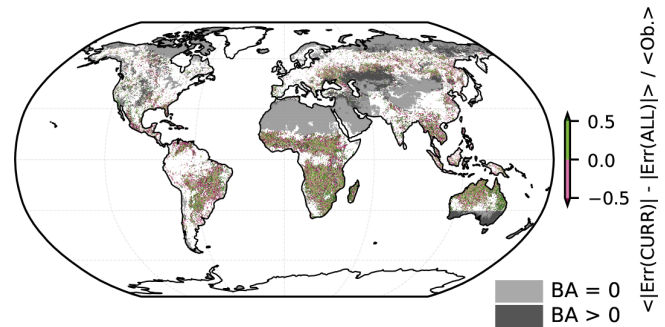 0.5
0.0
−0.5
<|Err(CURR)| - |Err(ALL)|> / <Ob.>
BA = 0
BA > 0